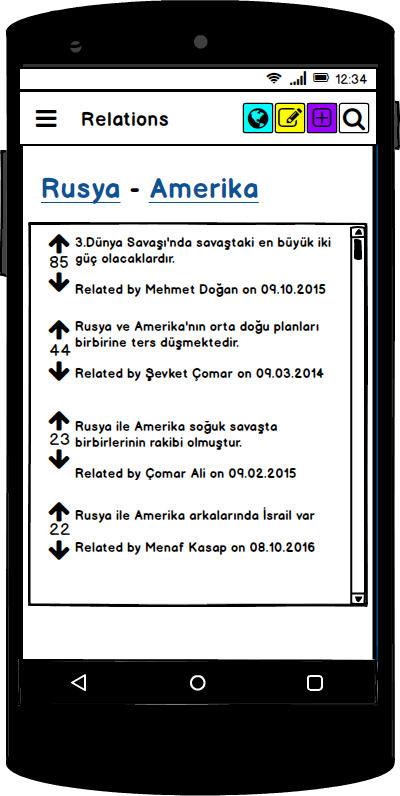 12:34
Relations
Rusya - Amerika
3.Dünya Savaşı'nda savaştaki en büyük iki
güç olacaklardır.
85
Related by Mehmet Doğan on 09.10.2015
Rusya ve Amerika'nın orta doğu planları
birbirine ters düşmektedir.
44
Related by Şevket Çomar on 09.03.2014
Rusya ile Amerika soğuk savaşta
birbirlerinin rakibi olmuştur.
23
Related by Çomar Ali on 09.02.2015
Rusya ile Amerika arkalarında İsrail var
22
Related by Menaf Kasap on 08.10.2016